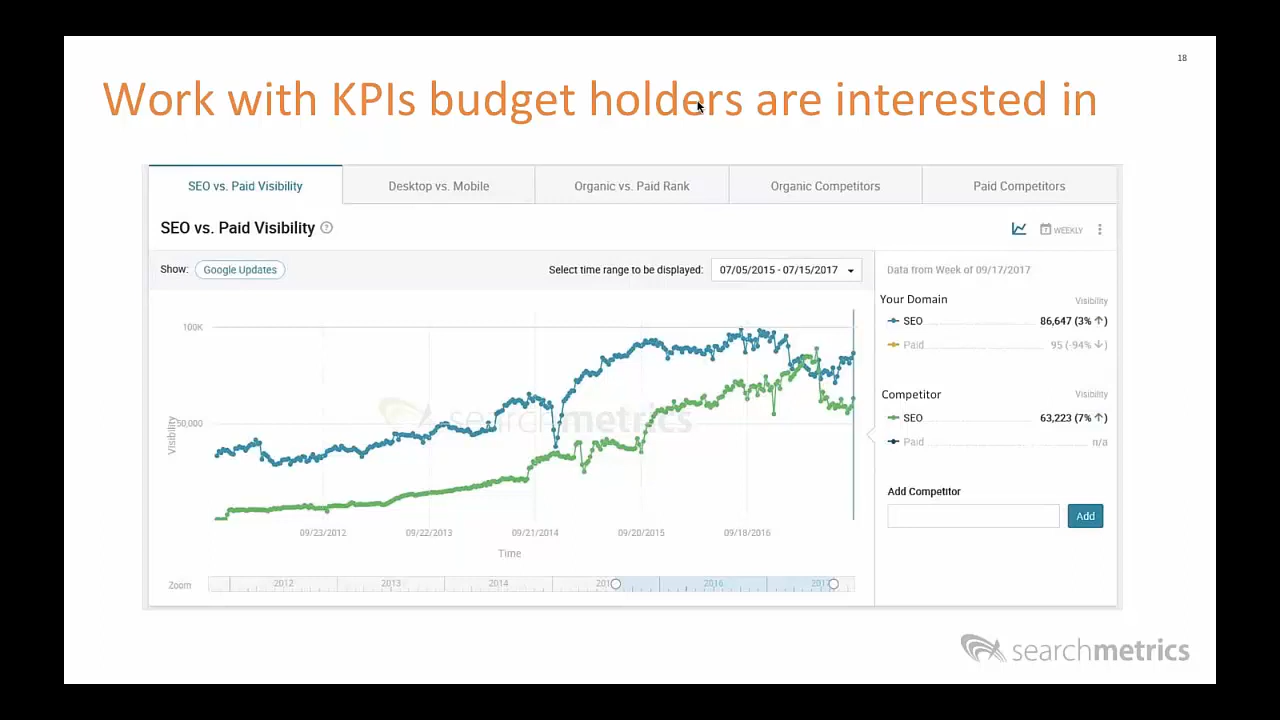 18
Work with KPIs budget holders are interested in
SEO vs. Paid Visibility
Desktop vs. Mobile
Organic vs. Paid Rank
Organic Competitors
Paid Competitors
SEO vs. Paid Visibility ?
WEEKLY
Show: Google Updates
Select time range to be displayed: 07/05/2015 - 07/15/2017
Data from Week of 09/17/2017
Your Domain Visibility
SEO 86,647 (3% ↑)
Paid 95 (-94% ↓)
Competitor Visibility
SEO 63,223 (7% ↑)
Paid n/a
Add Competitor
Add
100K
50,000
Visibility
searchmetrics
09/23/2012 09/22/2013 09/21/2014 09/20/2015 09/18/2016
Time
Zoom 2012 2013 2014 2016
searchmetrics